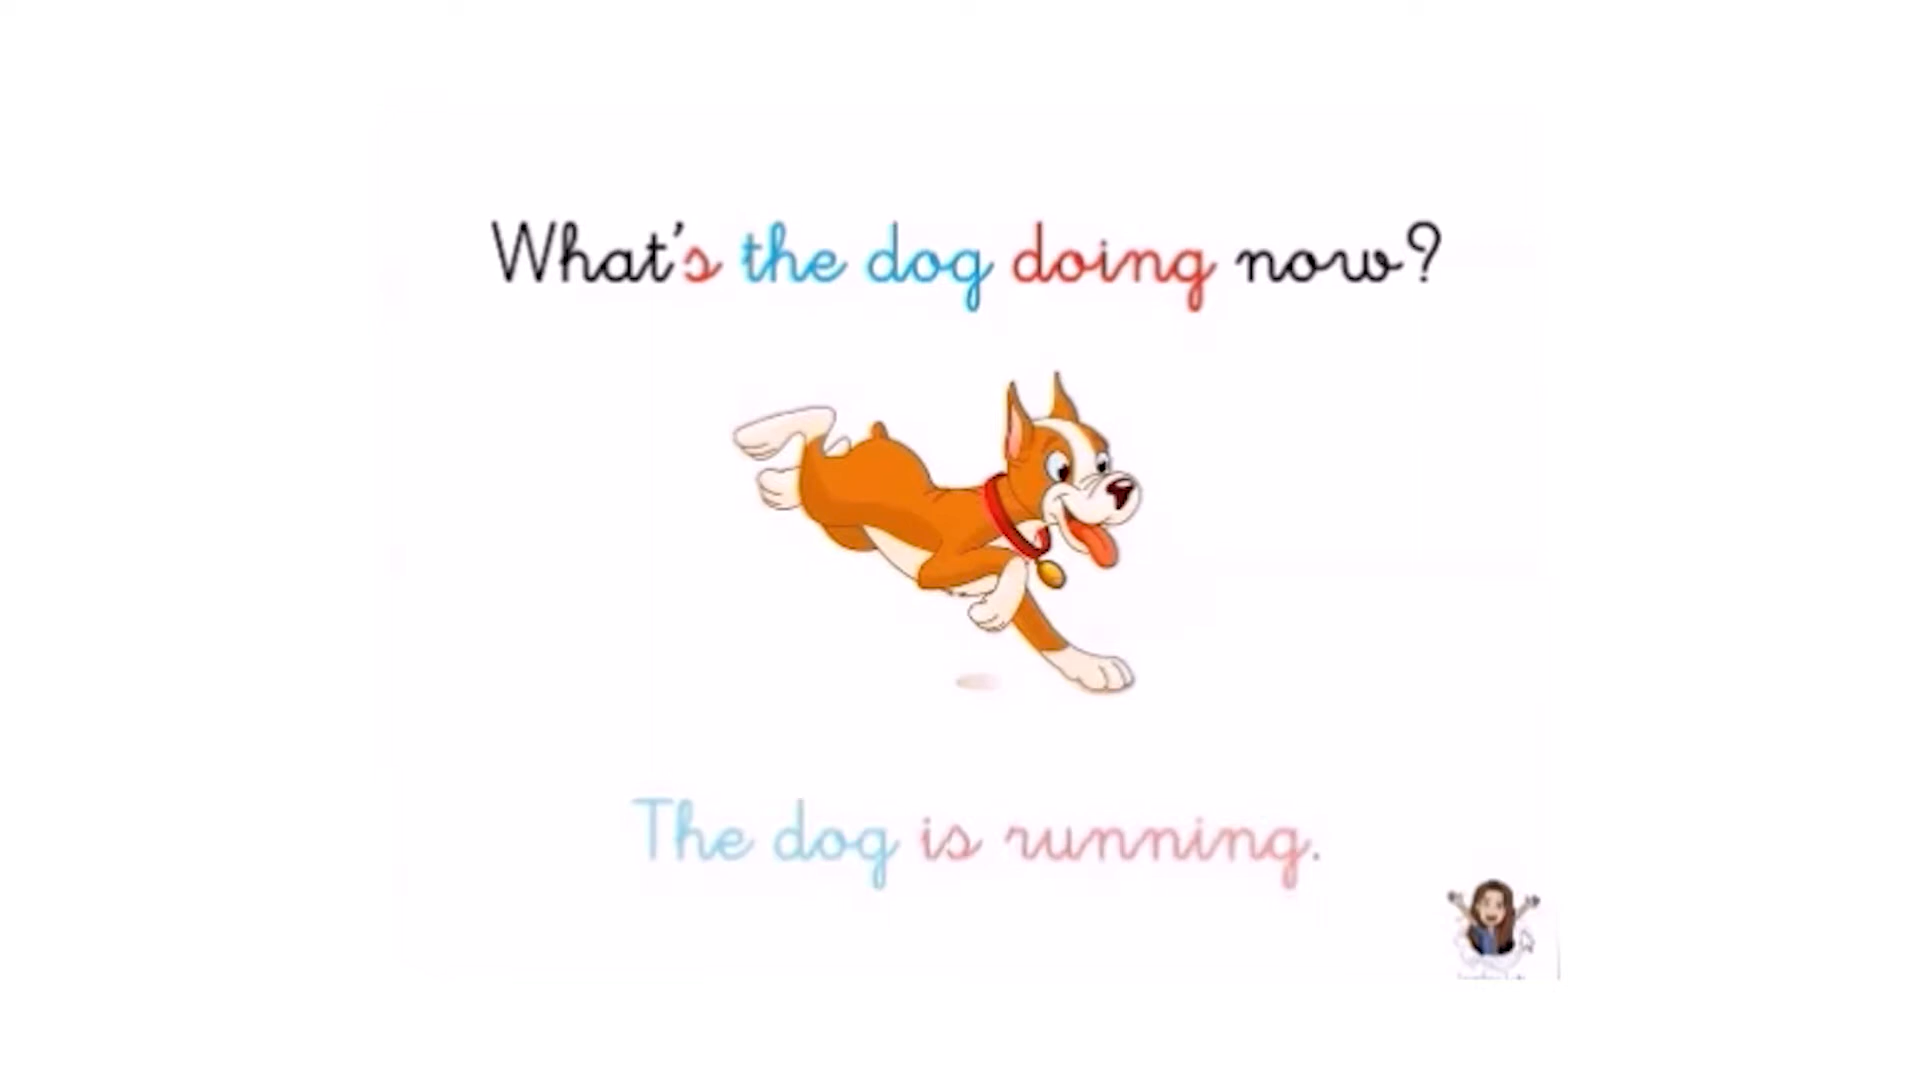 What's the dog doing now?
The dog is running.